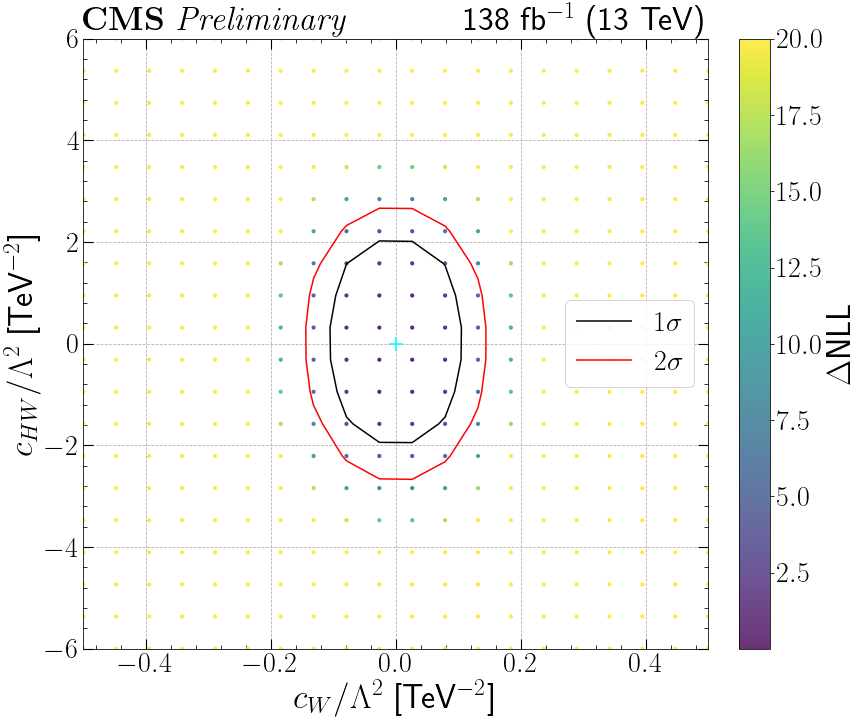 CMS Preliminary 138 fb⁻¹ (13 TeV)
6
4
2
0
−2
−4
−6
c_{HW}/Λ² [TeV⁻²]
−0.4 −0.2 0.0 0.2 0.4
c_W/Λ² [TeV⁻²]
1σ
2σ
20.0
17.5
15.0
12.5
10.0
7.5
5.0
2.5
ΔNLL